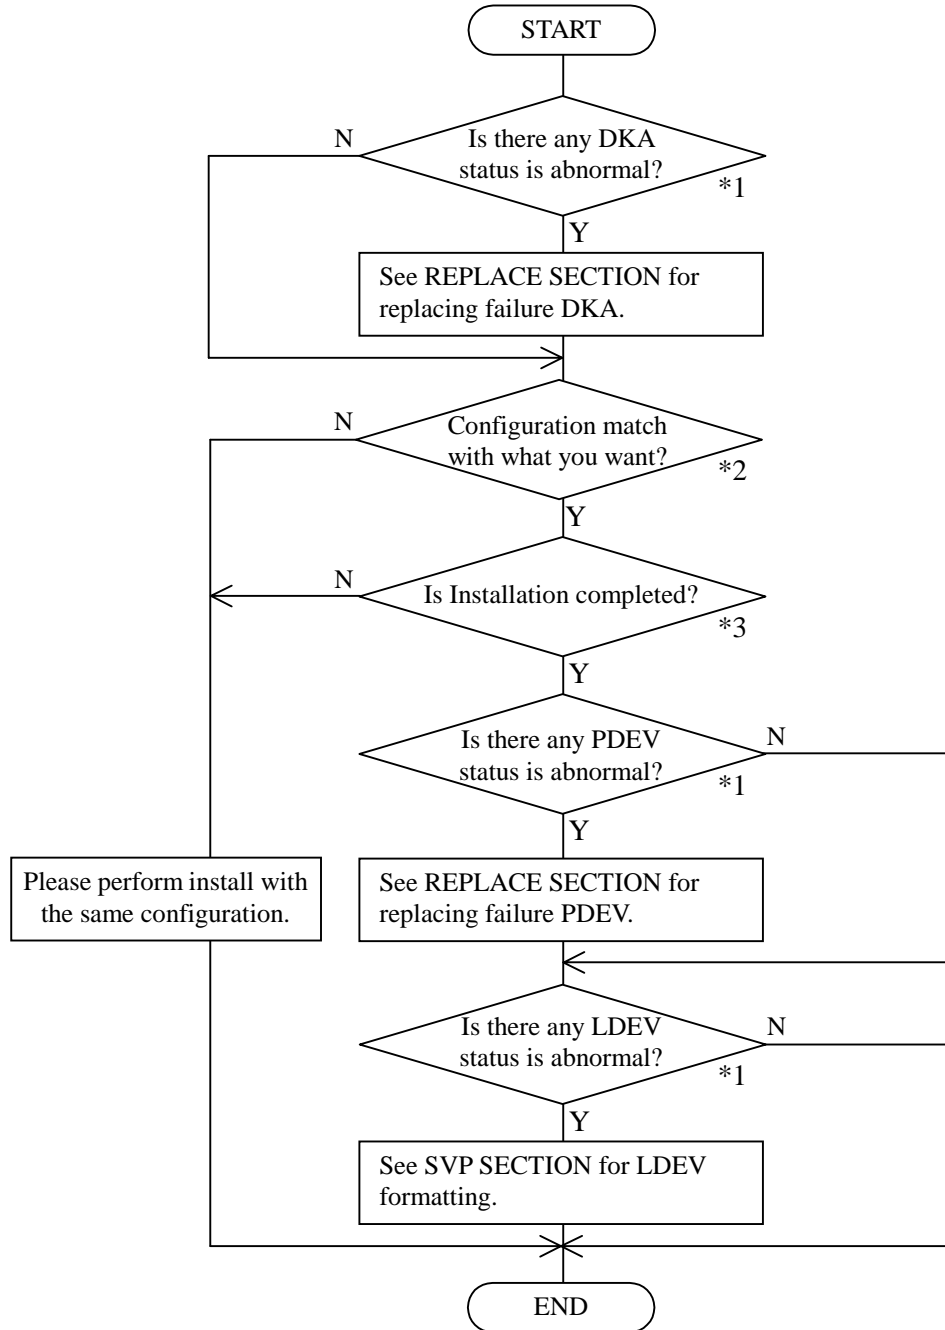 START
N
Is there any DKA
status is abnormal?
*1
Y
See REPLACE SECTION for
replacing failure DKA.
N
Configuration match
with what you want?
*2
Y
N
Is Installation completed?
*3
Y
Is there any PDEV
status is abnormal?
N
*1
Y
Please perform install with
the same configuration.
See REPLACE SECTION for
replacing failure PDEV.
Is there any LDEV
status is abnormal?
N
*1
Y
See SVP SECTION for LDEV
formatting.
END